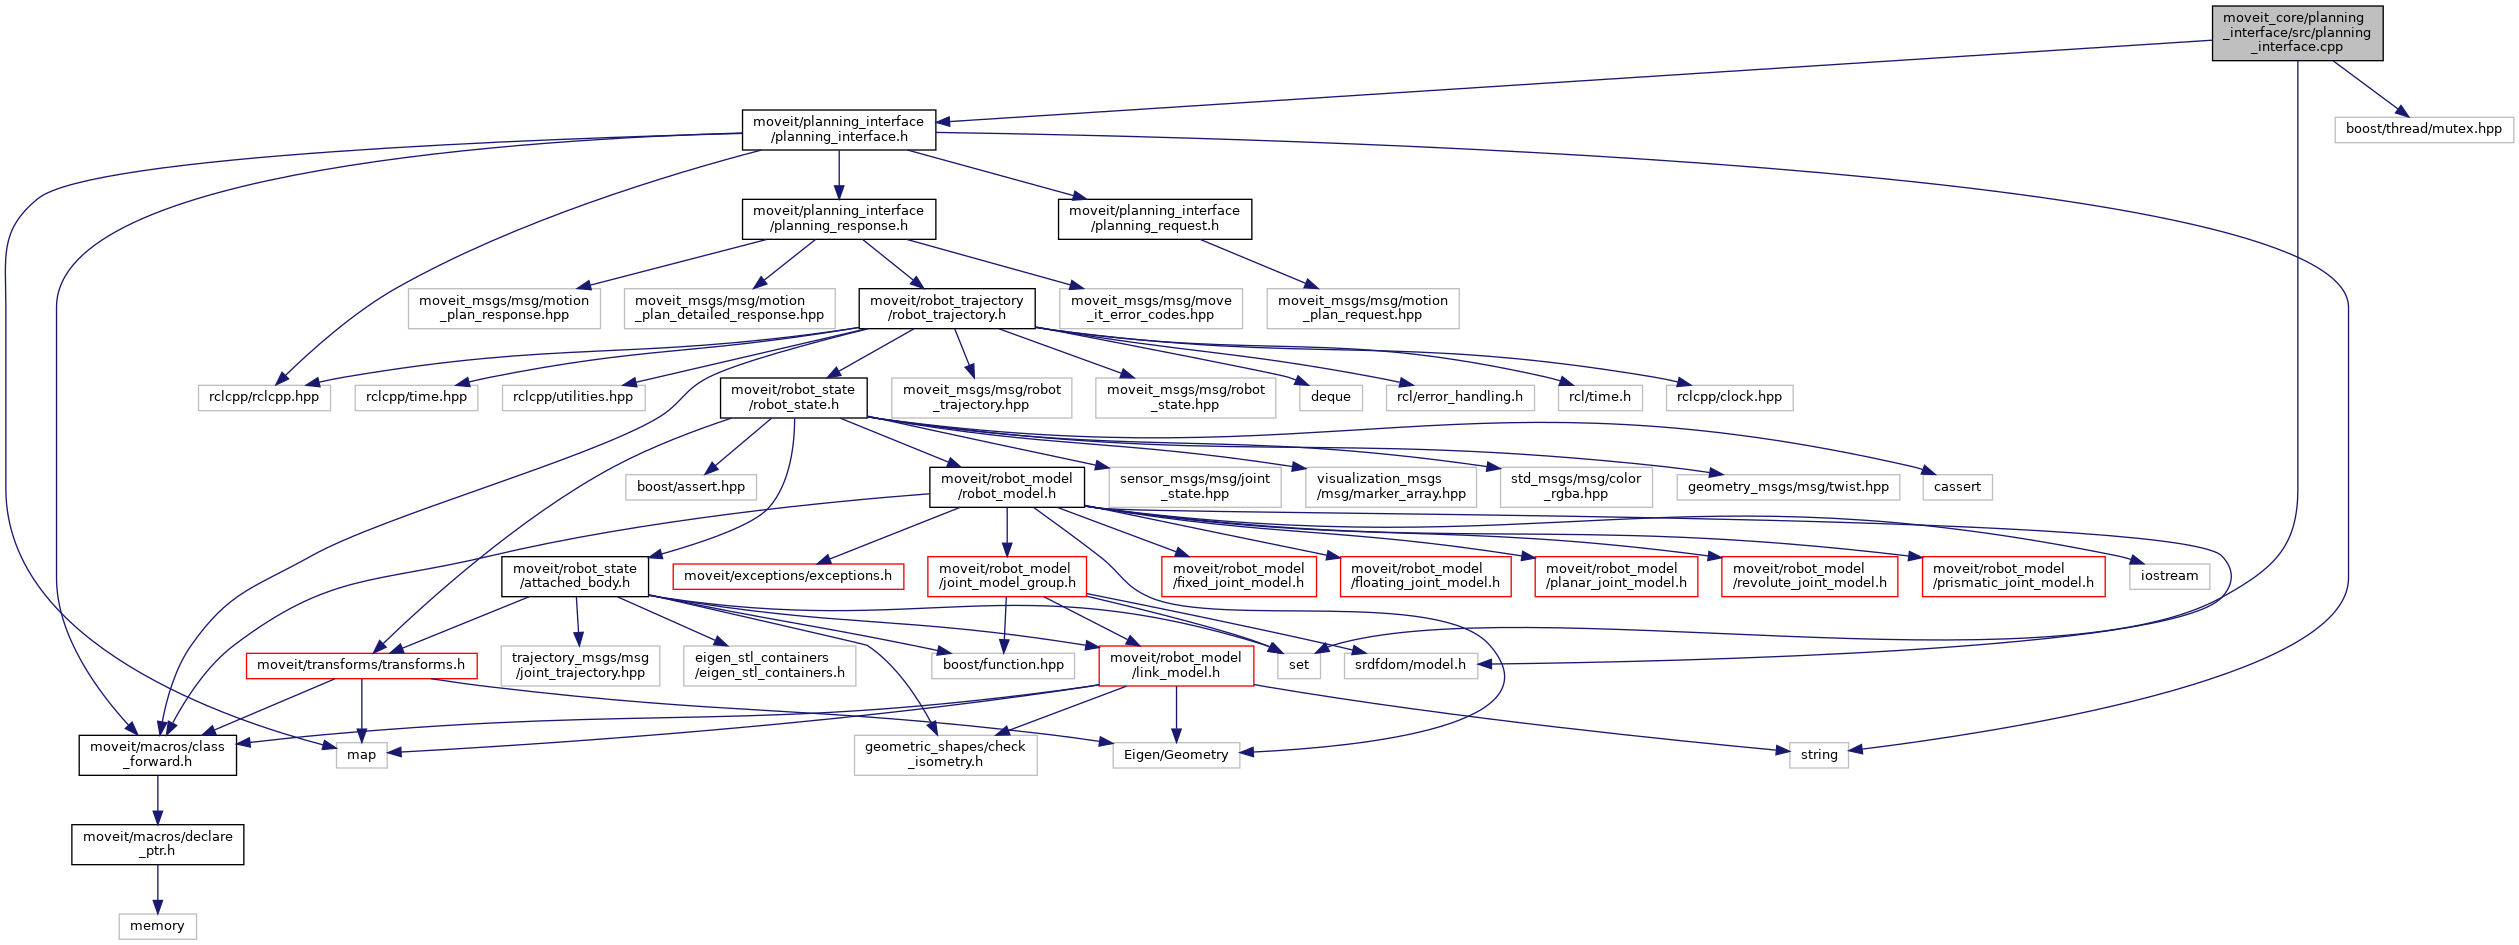 moveit_core/planning
_interface/src/planning
_interface.cpp
moveit/planning_interface
/planning_interface.h
boost/thread/mutex.hpp
moveit/planning_interface
/planning_response.h
moveit/planning_interface
/planning_request.h
moveit_msgs/msg/motion
_plan_response.hpp
moveit_msgs/msg/motion
_plan_detailed_response.hpp
moveit/robot_trajectory
/robot_trajectory.h
moveit_msgs/msg/move
_it_error_codes.hpp
moveit_msgs/msg/motion
_plan_request.hpp
rclcpp/rclcpp.hpp
rclcpp/time.hpp
rclcpp/utilities.hpp
moveit/robot_state
/robot_state.h
moveit_msgs/msg/robot
_trajectory.hpp
moveit_msgs/msg/robot
_state.hpp
deque
rcl/error_handling.h
rcl/time.h
rclcpp/clock.hpp
boost/assert.hpp
moveit/robot_model
/robot_model.h
sensor_msgs/msg/joint
_state.hpp
visualization_msgs
/msg/marker_array.hpp
std_msgs/msg/color
_rgba.hpp
geometry_msgs/msg/twist.hpp
cassert
moveit/robot_state
/attached_body.h
moveit/exceptions/exceptions.h
moveit/robot_model
/joint_model_group.h
moveit/robot_model
/fixed_joint_model.h
moveit/robot_model
/floating_joint_model.h
moveit/robot_model
/planar_joint_model.h
moveit/robot_model
/revolute_joint_model.h
moveit/robot_model
/prismatic_joint_model.h
iostream
moveit/transforms/transforms.h
trajectory_msgs/msg
/joint_trajectory.hpp
eigen_stl_containers
/eigen_stl_containers.h
boost/function.hpp
moveit/robot_model
/link_model.h
set
srdfdom/model.h
moveit/macros/class
_forward.h
map
geometric_shapes/check
_isometry.h
Eigen/Geometry
string
moveit/macros/declare
_ptr.h
memory